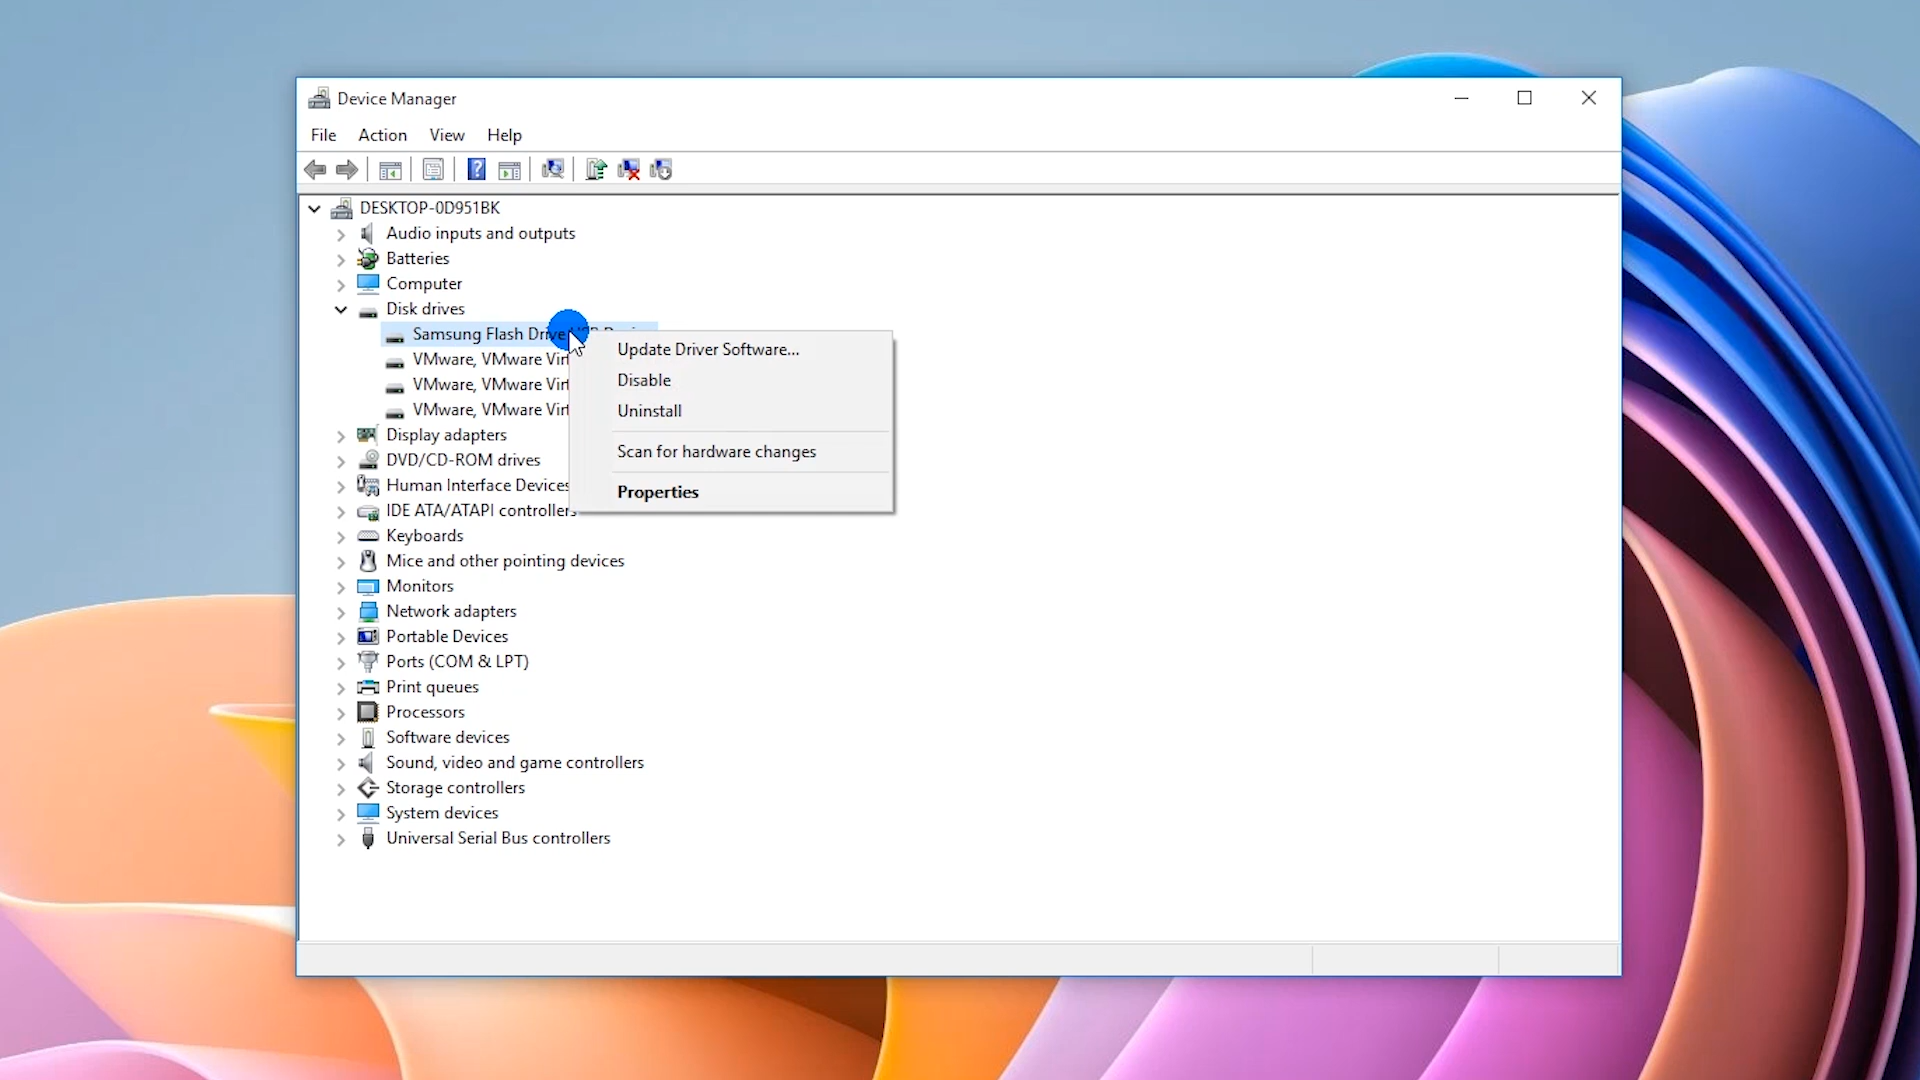 Device Manager
File Action View Help
DESKTOP-0D951BK
Audio inputs and outputs
Batteries
Computer
Disk drives
Samsung Flash Drive
VMware, VMware
VMware, VMware
VMware, VMware
Update Driver Software...
Disable
Uninstall
Scan for hardware changes
Properties
Display adapters
DVD/CD-ROM drives
Human Interface Devices
IDE ATA/ATAPI controllers
Keyboards
Mice and other pointing devices
Monitors
Network adapters
Portable Devices
Ports (COM & LPT)
Print queues
Processors
Software devices
Sound, video and game controllers
Storage controllers
System devices
Universal Serial Bus controllers